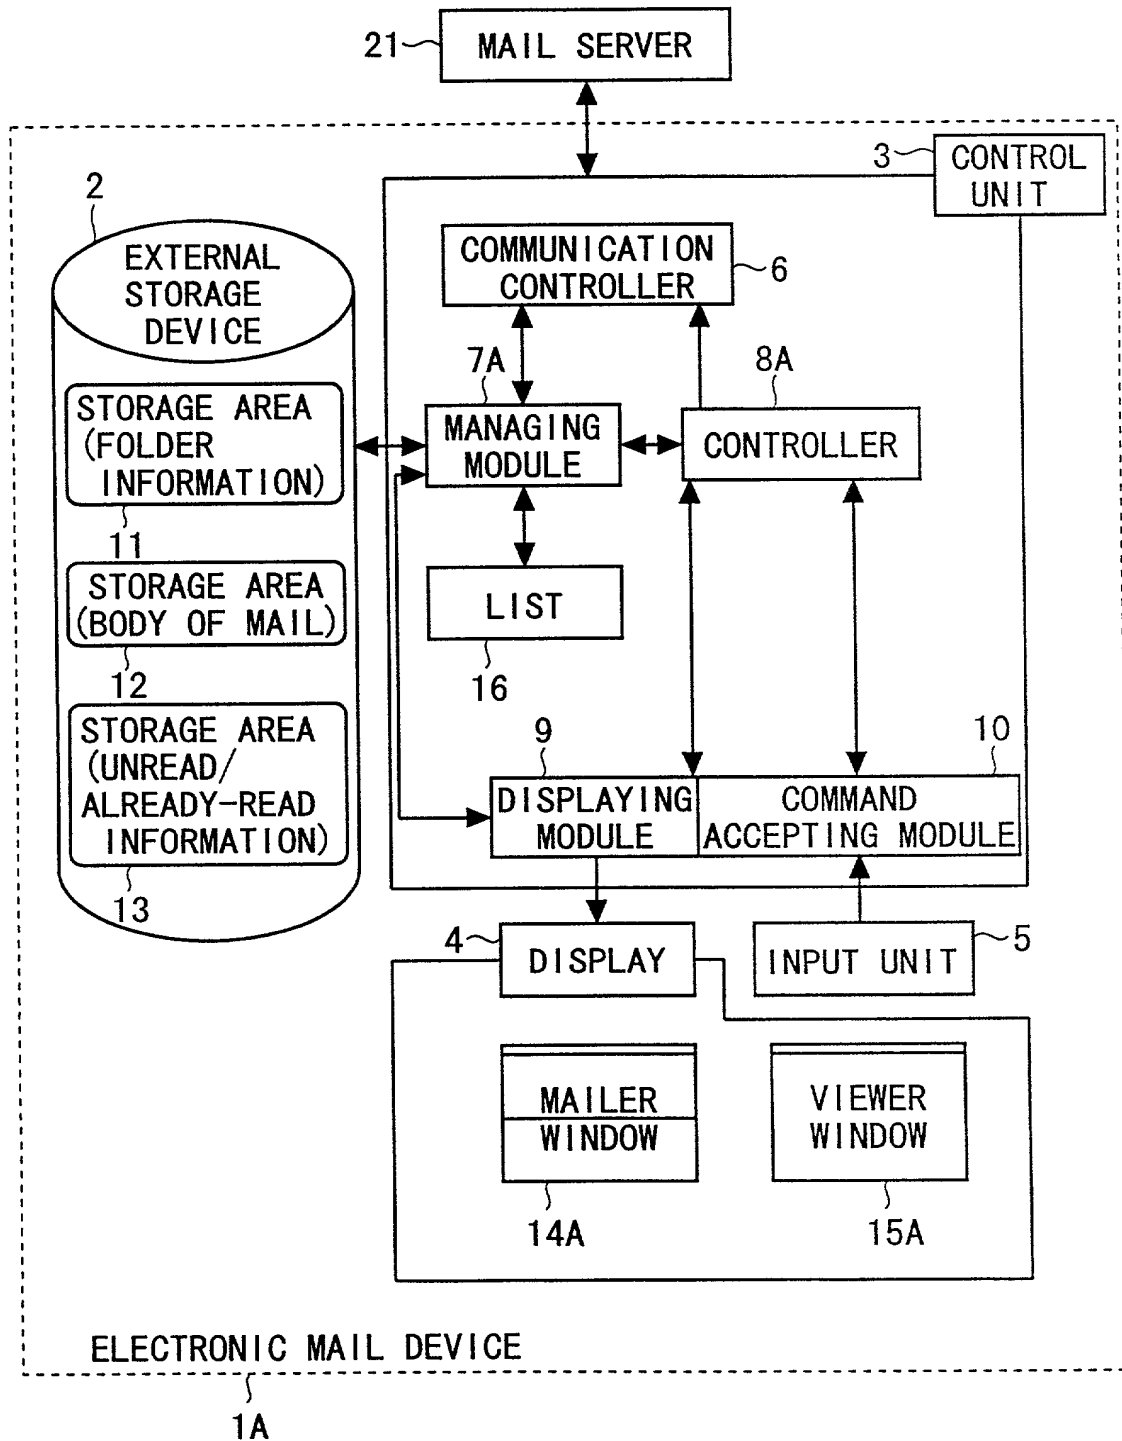 21
MAIL SERVER
3
CONTROL
UNIT
2
EXTERNAL
STORAGE
DEVICE
COMMUNICATION
CONTROLLER
6
7A
8A
STORAGE AREA
(FOLDER
INFORMATION)
11
MANAGING
MODULE
CONTROLLER
STORAGE AREA
(BODY OF MAIL)
12
LIST
16
STORAGE AREA
(UNREAD/
ALREADY-READ
INFORMATION)
13
9
10
DISPLAYING
MODULE
COMMAND
ACCEPTING MODULE
4
DISPLAY
INPUT UNIT
5
MAILER
WINDOW
14A
VIEWER
WINDOW
15A
ELECTRONIC MAIL DEVICE
1A